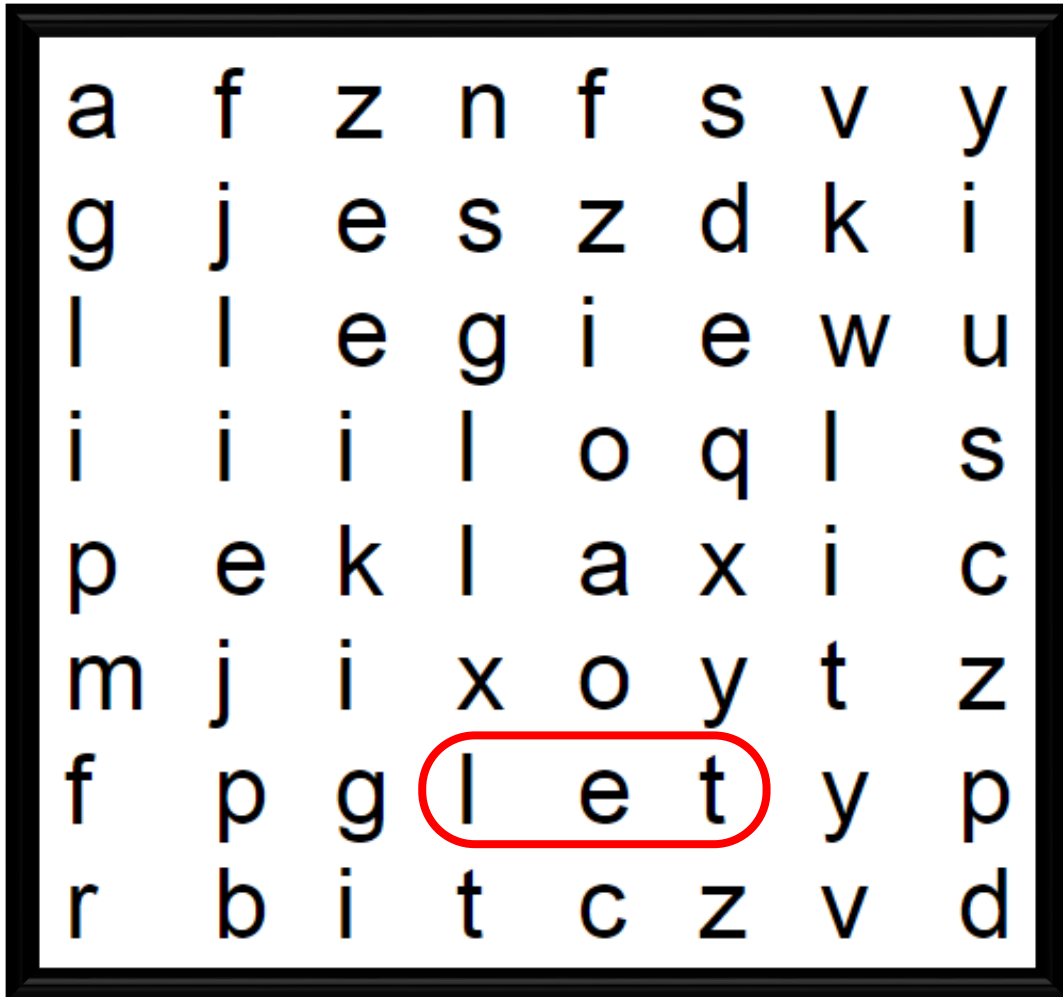 a f z n f s v y
g j e s z d k i
l l e g i e w u
i i i l o q l s
p e k l a x i c
m j i x o y t z
f p g l e t y p
r b i t c z v d